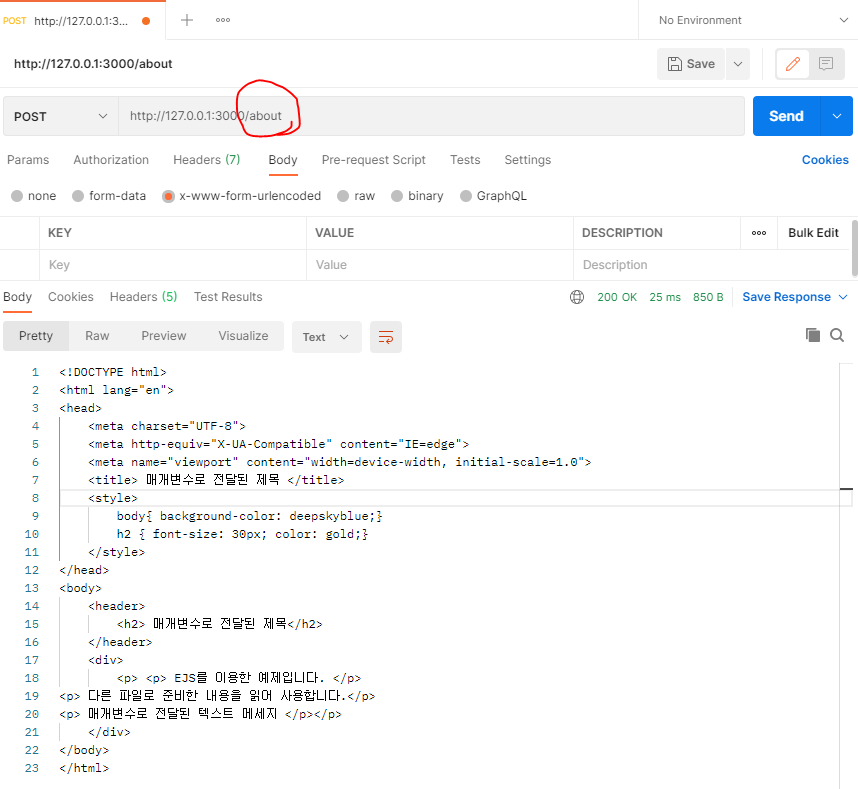 POST http://127.0.0.1:3... No Environment
http://127.0.0.1:3000/about Save
POST http://127.0.0.1:3000/about Send
Params Authorization Headers (7) Body Pre-request Script Tests Settings Cookies
none form-data x-www-form-urlencoded raw binary GraphQL
KEY VALUE DESCRIPTION Bulk Edit
Key Value Description
Body Cookies Headers (5) Test Results 200 OK 25 ms 850 B Save Response
Pretty Raw Preview Visualize Text
1 <!DOCTYPE html>
2 <html lang="en">
3 <head>
4 <meta charset="UTF-8">
5 <meta http-equiv="X-UA-Compatible" content="IE=edge">
6 <meta name="viewport" content="width=device-width, initial-scale=1.0">
7 <title> 매개변수로 전달된 제목 </title>
8 <style>
9 body{ background-color: deepskyblue;}
10 h2 { font-size: 30px; color: gold;}
11 </style>
12 </head>
13 <body>
14 <header>
15 <h2> 매개변수로 전달된 제목</h2>
16 </header>
17 <div>
18 <p> <p> EJS를 이용한 예제입니다. </p>
19 <p> 다른 파일로 준비한 내용을 읽어 사용합니다.</p>
20 <p> 매개변수로 전달된 텍스트 메세지 </p></p>
21 </div>
22 </body>
23 </html>